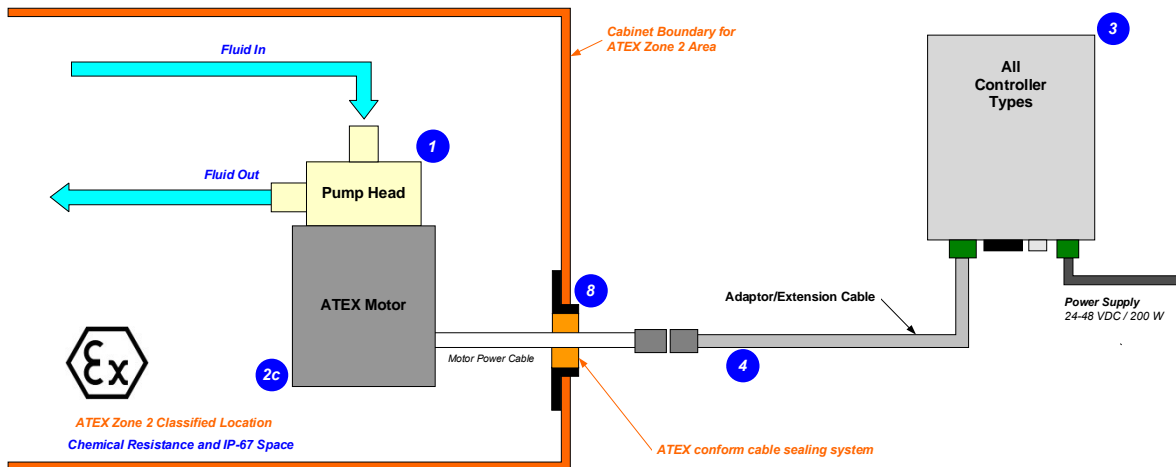 Fluid In
Cabinet Boundary for
ATEX Zone 2 Area
3
All
Controller
Types
1
Fluid Out
Pump Head
8
ATEX Motor
Adaptor/Extension Cable
Power Supply
24-48 VDC / 200 W
Motor Power Cable
4
2c
εx
ATEX Zone 2 Classified Location
Chemical Resistance and IP-67 Space
ATEX conform cable sealing system